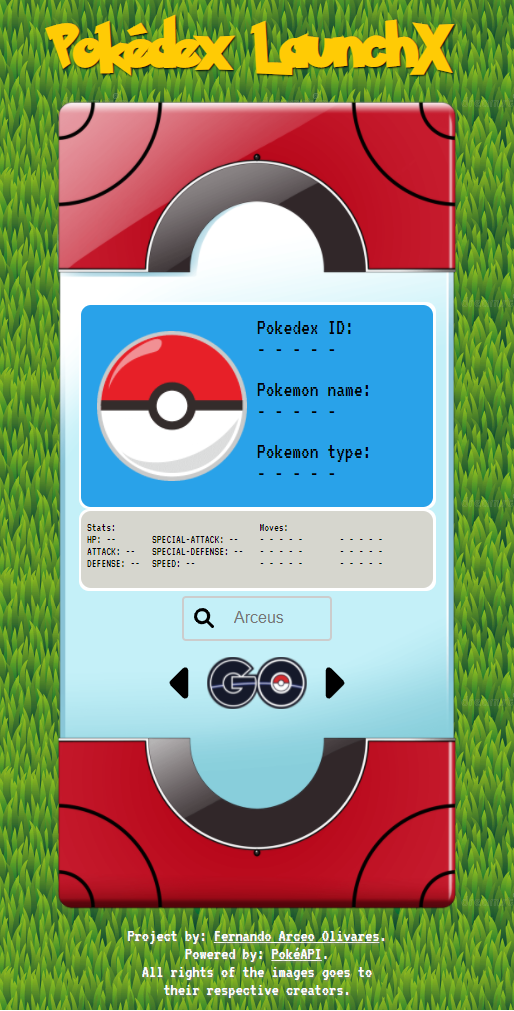 Pokédex LaunchX
Pokedex ID:
- - - - -
Pokemon name:
- - - - -
Pokemon type:
- - - - -
Stats:
HP: -- SPECIAL-ATTACK: --
ATTACK: -- SPECIAL-DEFENSE: --
DEFENSE: -- SPEED: --
Moves:
- - - - - - - - - -
- - - - - - - - - -
- - - - - - - - - -
Arceus
GO
Project by: Fernando Arceo Olivares.
Powered by: PokéAPI.
All rights of the images goes to
their respective creators.